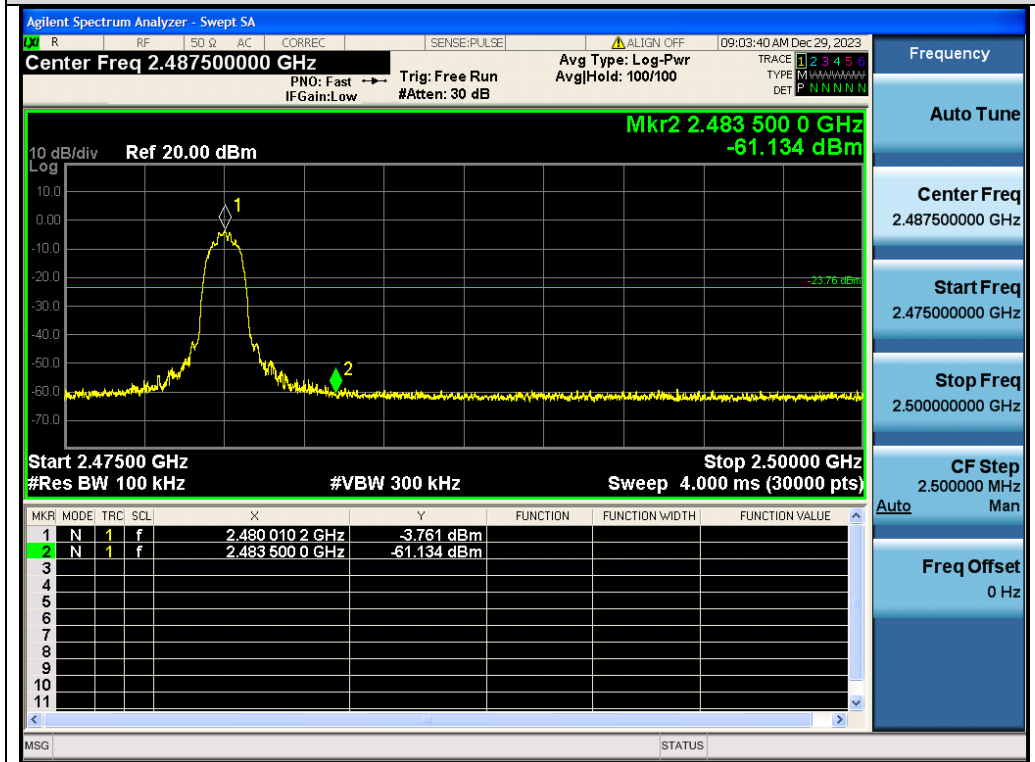 Agilent Spectrum Analyzer - Swept SA
LXI R RF 50 Ω AC CORREC SENSE:PULSE ALIGN OFF 09:03:40 AM Dec 29, 2023
Center Freq 2.487500000 GHz
PNO: Fast
IFGain:Low
Trig: Free Run
#Atten: 30 dB
Avg Type: Log-Pwr
Avg|Hold: 100/100
TRACE 1 2 3 4 5 6
TYPE M W W W W W
DET P N N N N N
Mkr2 2.483 500 0 GHz
-61.134 dBm
10 dB/div Ref 20.00 dBm
Log
10.0
0.00
-10.0
-20.0
-30.0
-40.0
-50.0
-60.0
-70.0
1
2
-23.76 dBm
Start 2.47500 GHz Stop 2.50000 GHz
#Res BW 100 kHz #VBW 300 kHz Sweep 4.000 ms (30000 pts)
MKR MODE TRC SCL X Y FUNCTION FUNCTION WIDTH FUNCTION VALUE
1 N 1 f 2.480 010 2 GHz -3.761 dBm
2 N 1 f 2.483 500 0 GHz -61.134 dBm
3
4
5
6
7
8
9
10
11
MSG STATUS
Frequency
Auto Tune
Center Freq
2.487500000 GHz
Start Freq
2.475000000 GHz
Stop Freq
2.500000000 GHz
CF Step
2.500000 MHz
Auto Man
Freq Offset
0 Hz